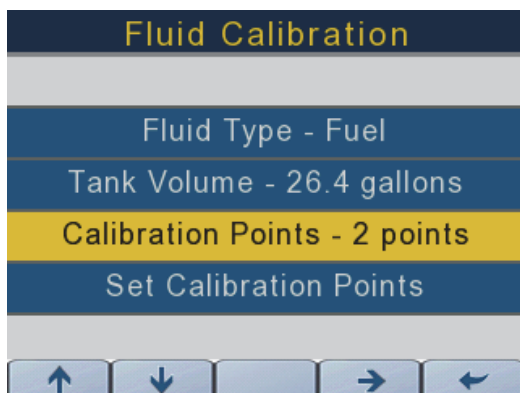 Fluid Calibration
Fluid Type - Fuel
Tank Volume - 26.4 gallons
Calibration Points - 2 points
Set Calibration Points